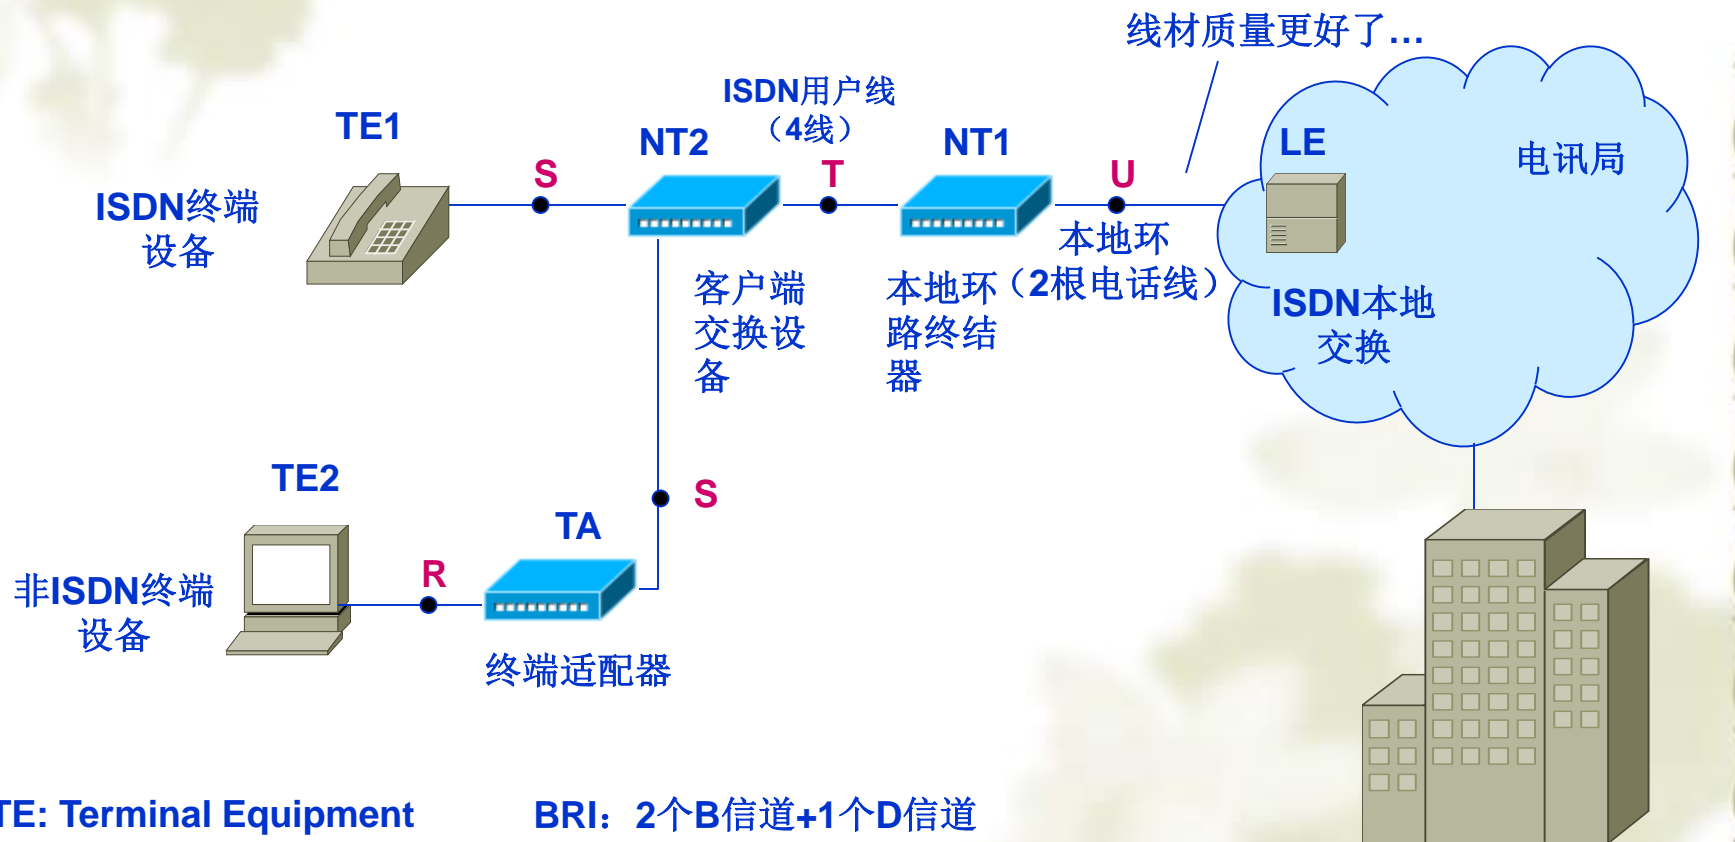 线材质量更好了...
ISDN用户线
（4线）
TE1
NT2
NT1
LE
电讯局
S
T
U
ISDN终端
设备
本地环
（2根电话线）
客户端
交换设
备
本地环
路终结
器
ISDN本地
交换
TE2
S
TA
R
非ISDN终端
设备
终端适配器
TE: Terminal Equipment
BRI：2个B信道+1个D信道